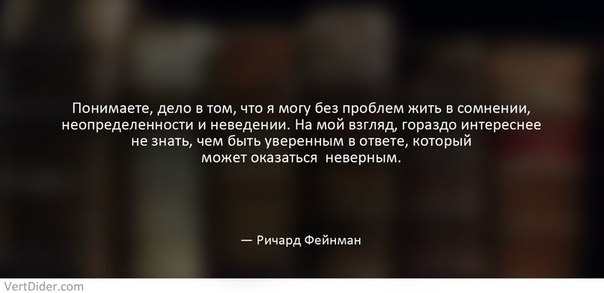 Понимаете, дело в том, что я могу без проблем жить в сомнении,
неопределенности и неведении. На мой взгляд, гораздо интереснее
не знать, чем быть уверенным в ответе, который
может оказаться неверным.
— Ричард Фейнман
VertDider.com